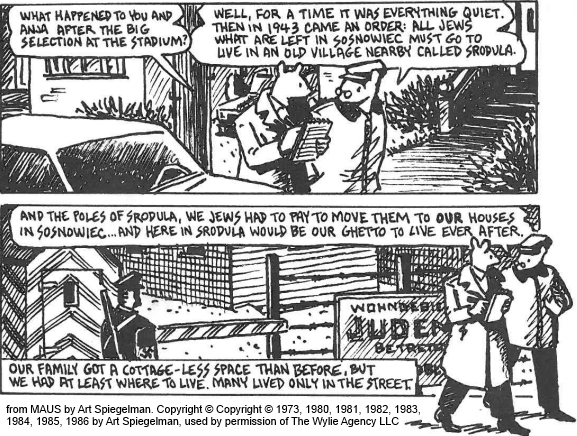 WHAT HAPPENED TO YOU AND
ANJA AFTER THE BIG
SELECTION AT THE STADIUM?
WELL, FOR A TIME IT WAS EVERYTHING QUIET.
THEN IN 1943 CAME AN ORDER: ALL JEWS
WHAT ARE LEFT IN SOSNOWIEC MUST GO TO
LIVE IN AN OLD VILLAGE NEARBY CALLED SRODULA.
AND THE POLES OF SRODULA, WE JEWS HAD TO PAY TO MOVE THEM TO OUR HOUSES
IN SOSNOWIEC...AND HERE IN SRODULA WOULD BE OUR GHETTO TO LIVE EVER AFTER.
WOHNGEBIE
JUDEN
BETRE
OUR FAMILY GOT A COTTAGE-LESS SPACE THAN BEFORE, BUT
WE HAD AT LEAST WHERE TO LIVE. MANY LIVED ONLY IN THE STREET.
from MAUS by Art Spiegelman. Copyright © Copyright © 1973, 1980, 1981, 1982, 1983,
1984, 1985, 1986 by Art Spiegelman, used by permission of The Wylie Agency LLC